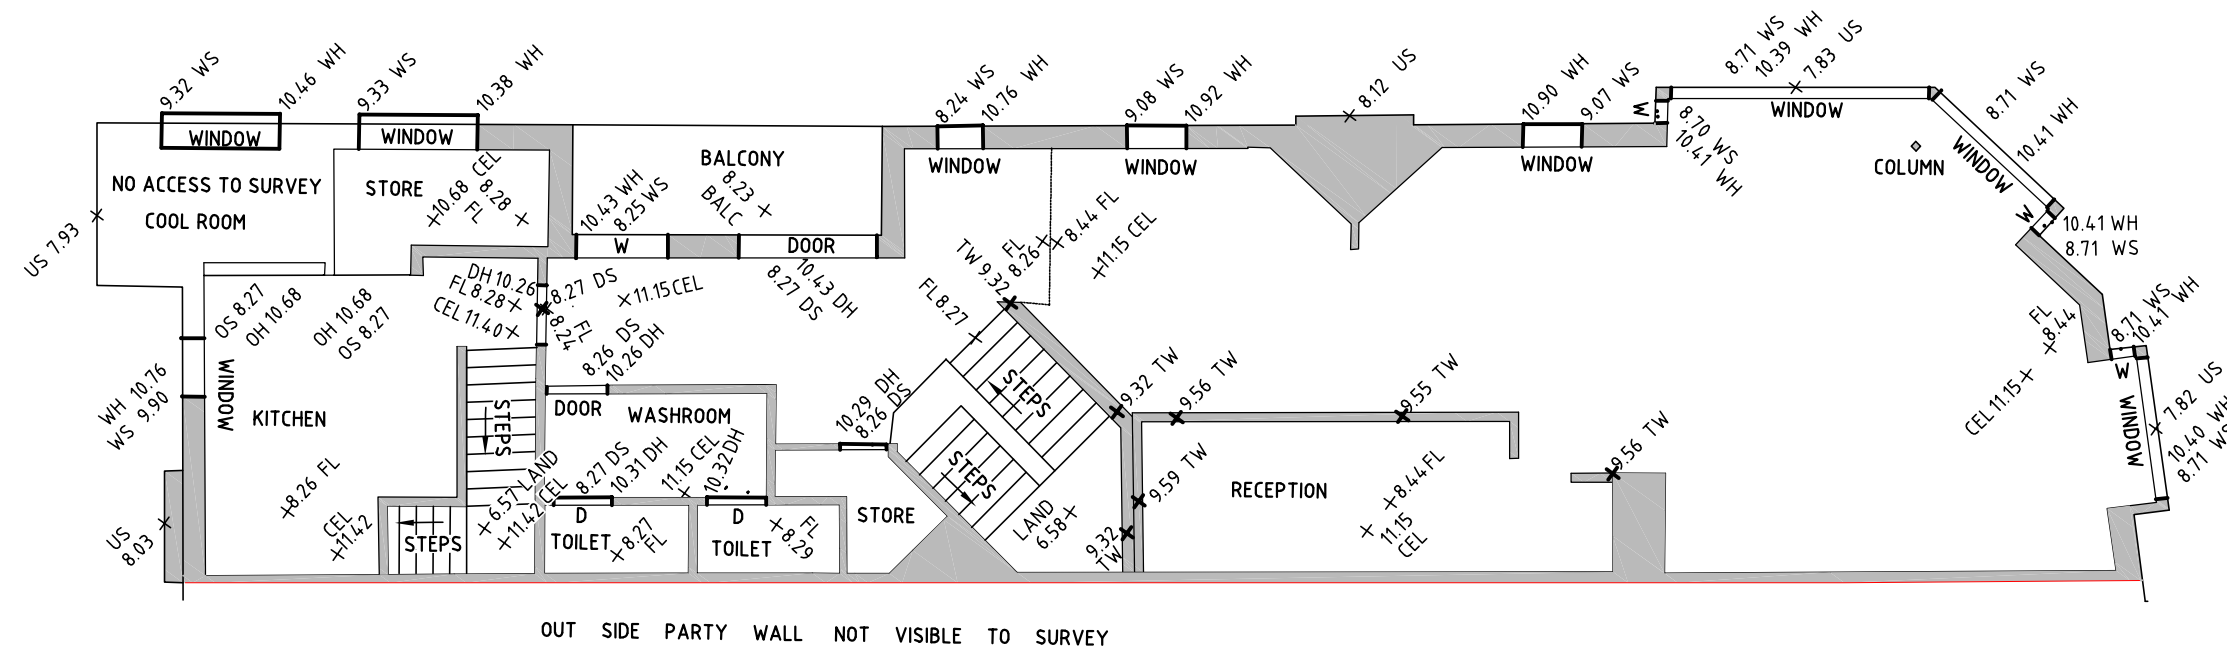 9.32 WS
10.46 WH
9.33 WS
10.38 WH
8.24 WS
10.76 WH
9.08 WS
10.92 WH
8.12 US
10.90 WH
9.07 WS
8.71 WS
10.39 WH
7.83 US
8.71 WS
10.41 WH
WINDOW
WINDOW
BALCONY
8.23
BALC
WINDOW
WINDOW
WINDOW
W
WINDOW
8.70 WS
10.41 WH
COLUMN
WINDOW
W
10.41 WH
8.71 WS
NO ACCESS TO SURVEY
COOL ROOM
STORE
10.68 CEL
8.28
FL
10.43 WH
8.25 WS
W
DOOR
10.43 DH
8.27 DS
US 7.93
OS 8.27
OH 10.68
OH 10.68
OS 8.27
DH 10.26
FL 8.28
CEL 11.40
8.27 DS
FL
8.24
11.15 CEL
8.26 DS
10.26 DH
TW 9.32
FL
8.26
8.44 FL
11.15 CEL
FL 8.27
FL
8.44
CEL 11.15
8.71 WS
10.41 WH
W
WINDOW
7.82 US
10.40 WH
8.71 WS
WH 10.76
WS 9.90
WINDOW
KITCHEN
STEPS
DOOR
WASHROOM
10.29 DH
8.26 DS
STEPS
STEPS
9.32 TW
9.56 TW
9.55 TW
9.56 TW
8.26 FL
CEL
11.42
6.57 LAND
11.42 CEL
8.27 DS
10.31 DH
11.15 CEL
10.32 DH
D
D
TOILET
8.27
FL
TOILET
FL
8.29
STORE
LAND
6.58
9.59 TW
9.32
TW
RECEPTION
8.44 FL
11.15
CEL
US
8.03
STEPS
OUT SIDE PARTY WALL NOT VISIBLE TO SURVEY